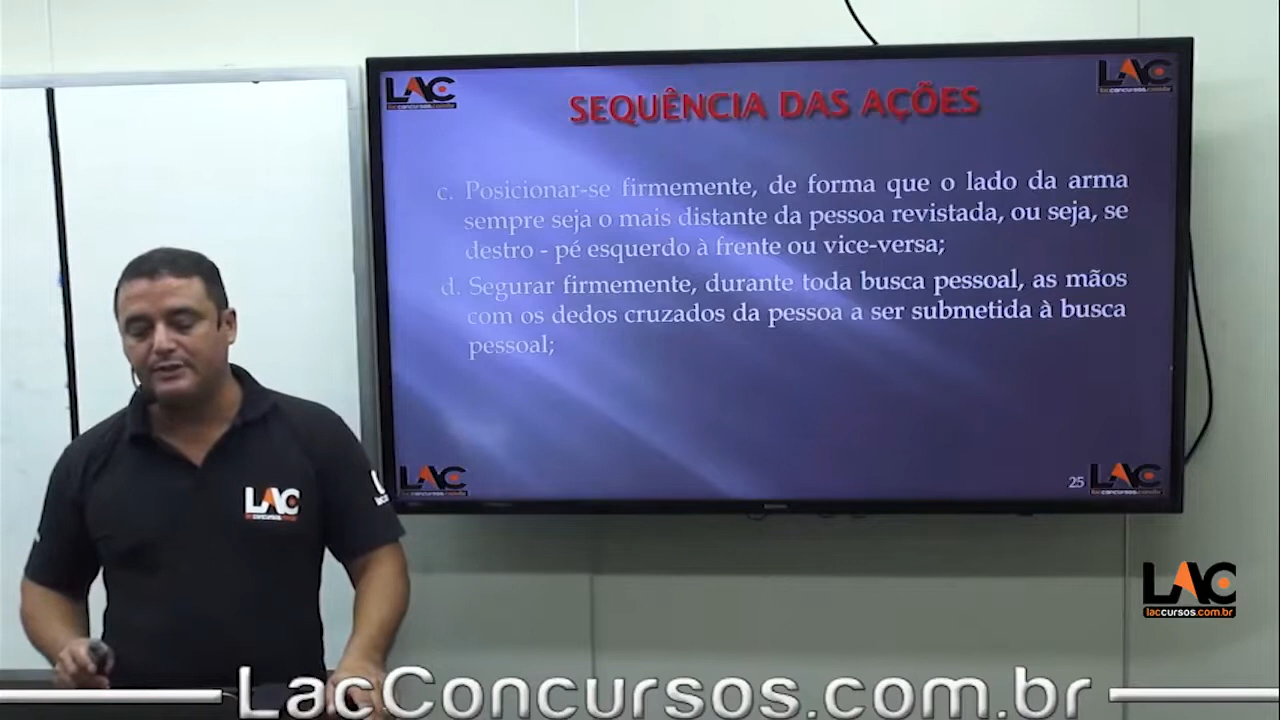 LAC
LAC
SEQUÊNCIA DAS AÇÕES
c. Posicionar-se firmemente, de forma que o lado da arma
sempre seja o mais distante da pessoa revistada, ou seja, se
destro - pé esquerdo à frente ou vice-versa;
d. Segurar firmemente, durante toda busca pessoal, as mãos
com os dedos cruzados da pessoa a ser submetida à busca
pessoal;
LAC
25
LAC
LAC
LAC
laccursos.com.br
LacConcursos.com.br